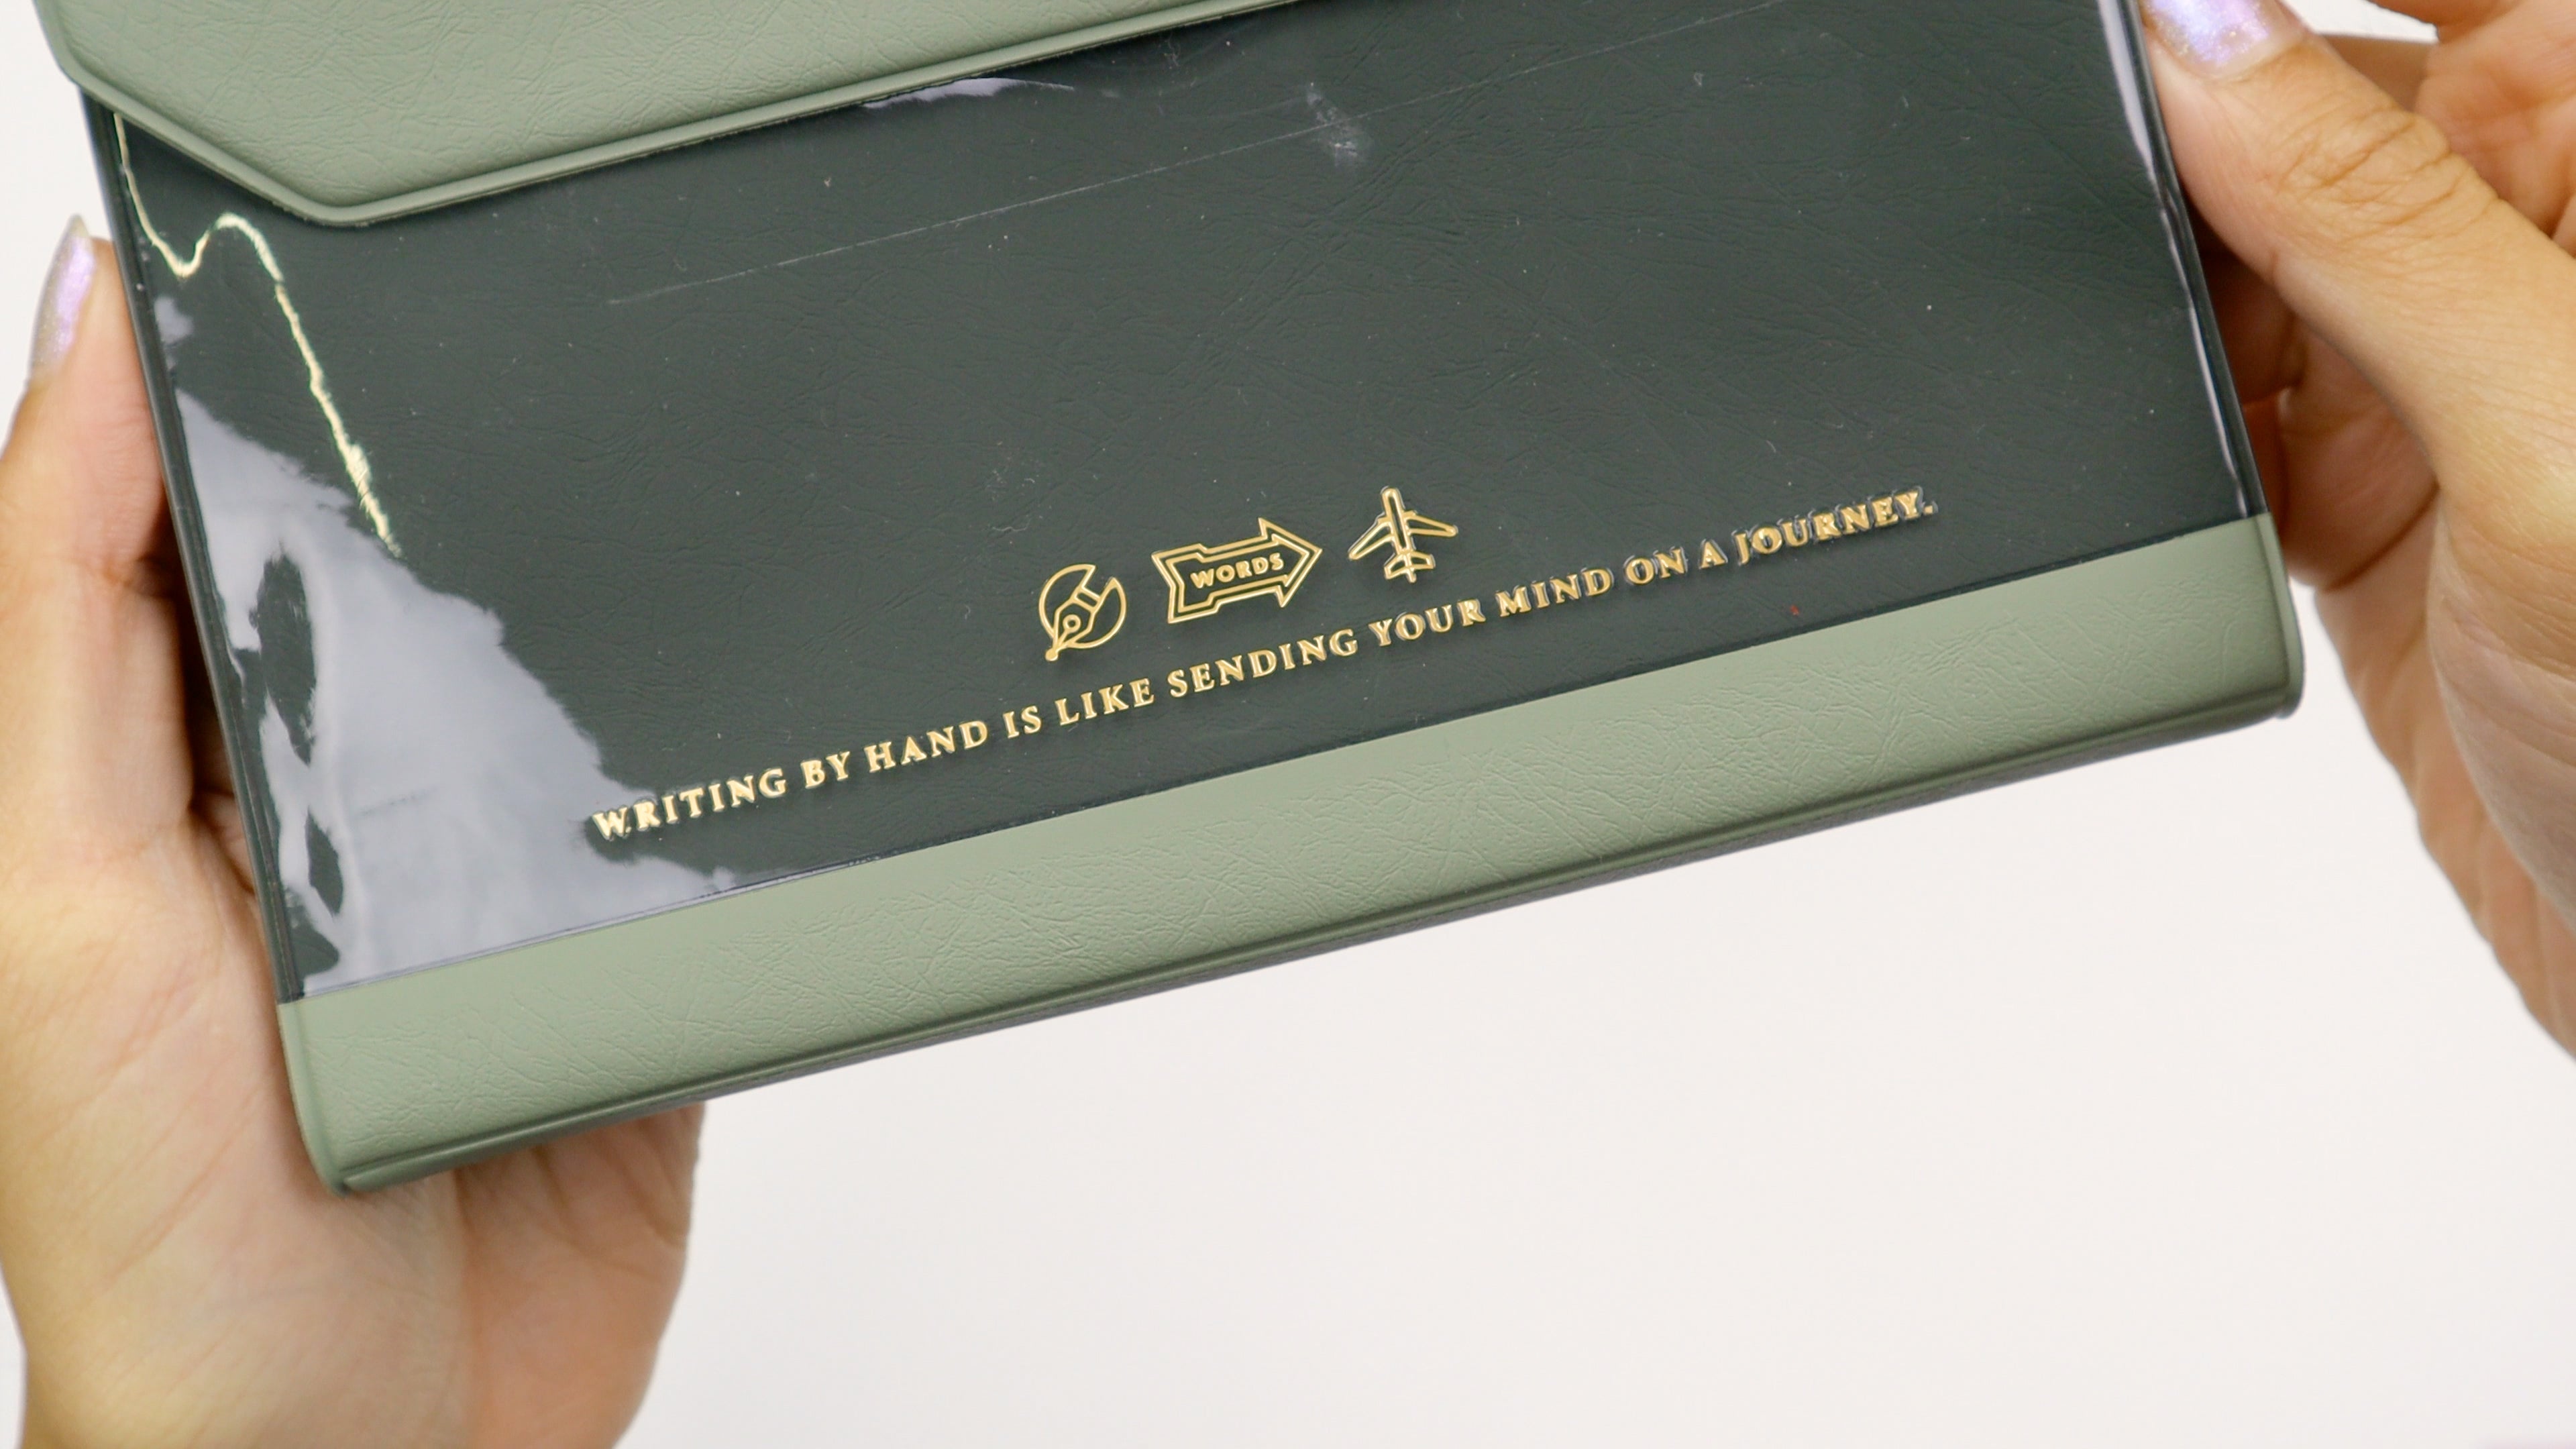 WORDS
WRITING BY HAND IS LIKE SENDING YOUR MIND ON A JOURNEY.